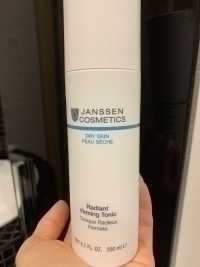 JANSSEN
COSMETICS
DRY SKIN
PEAU SÈCHE
Radiant
Firming Tonic
Tonique Radieux
Fermeté
6.7 FL. OZ. 200 ml ℮